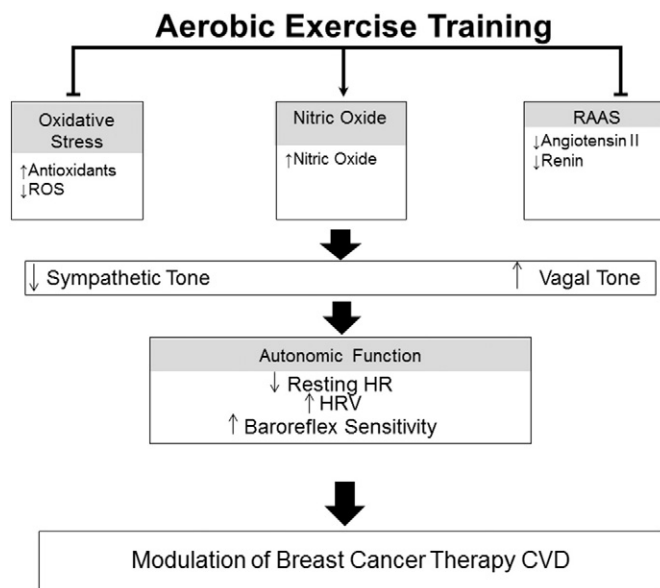 Aerobic Exercise Training
Oxidative
Stress
↑Antioxidants
↓ROS
Nitric Oxide
↑Nitric Oxide
RAAS
↓Angiotensin II
↓Renin
↓ Sympathetic Tone
↑ Vagal Tone
Autonomic Function
↓ Resting HR
↑ HRV
↑ Baroreflex Sensitivity
Modulation of Breast Cancer Therapy CVD